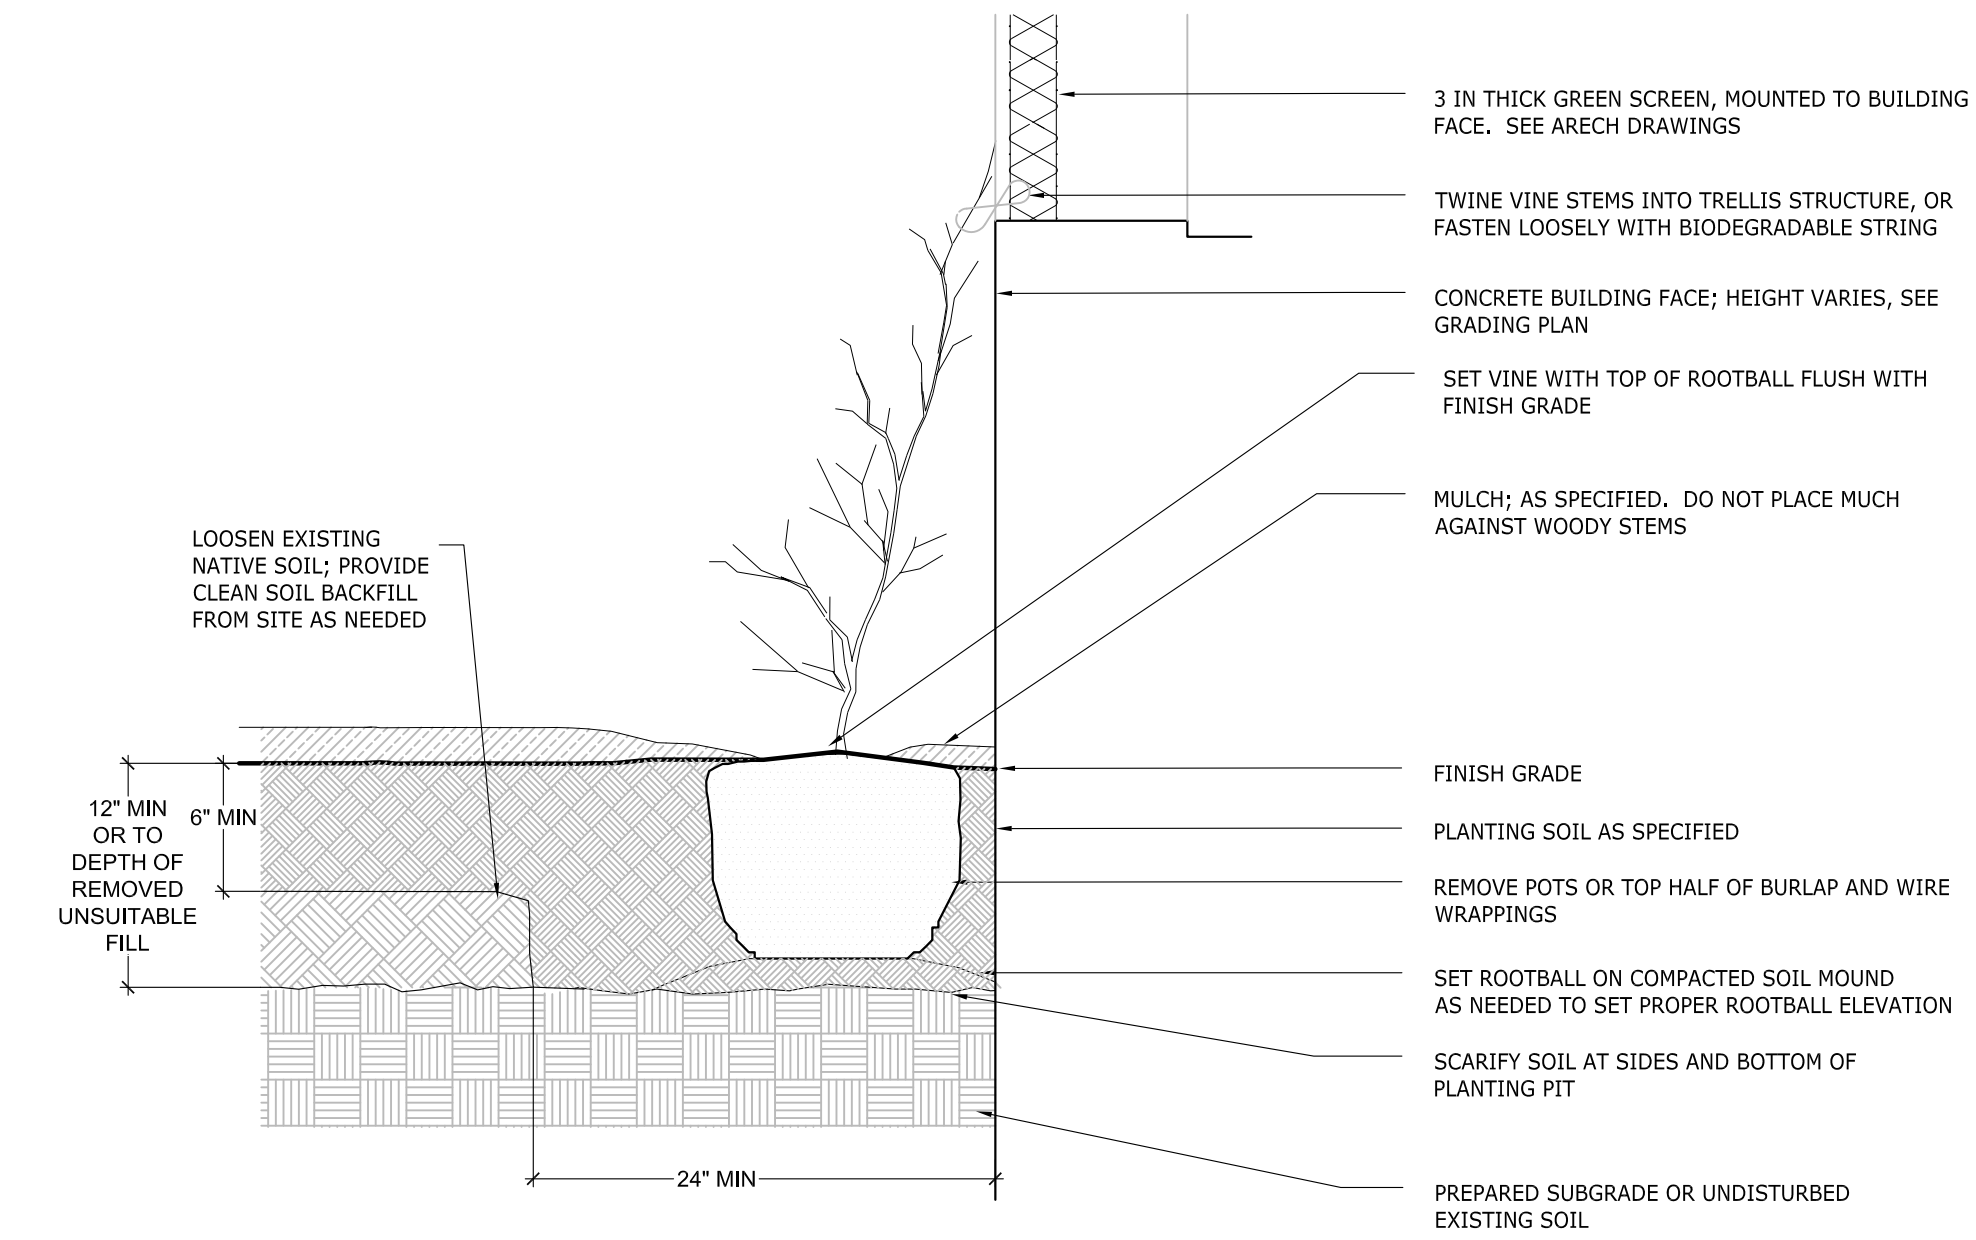 3 IN THICK GREEN SCREEN, MOUNTED TO BUILDING
FACE.  SEE ARECH DRAWINGS
TWINE VINE STEMS INTO TRELLIS STRUCTURE, OR
FASTEN LOOSELY WITH BIODEGRADABLE STRING
CONCRETE BUILDING FACE; HEIGHT VARIES, SEE
GRADING PLAN
SET VINE WITH TOP OF ROOTBALL FLUSH WITH
FINISH GRADE
MULCH; AS SPECIFIED.  DO NOT PLACE MUCH
AGAINST WOODY STEMS
LOOSEN EXISTING
NATIVE SOIL; PROVIDE
CLEAN SOIL BACKFILL
FROM SITE AS NEEDED
12" MIN
OR TO
DEPTH OF
REMOVED
UNSUITABLE
FILL
6" MIN
FINISH GRADE
PLANTING SOIL AS SPECIFIED
REMOVE POTS OR TOP HALF OF BURLAP AND WIRE
WRAPPINGS
SET ROOTBALL ON COMPACTED SOIL MOUND
AS NEEDED TO SET PROPER ROOTBALL ELEVATION
SCARIFY SOIL AT SIDES AND BOTTOM OF
PLANTING PIT
24" MIN
PREPARED SUBGRADE OR UNDISTURBED
EXISTING SOIL